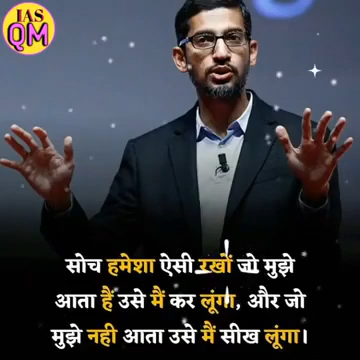 IAS
QM
सोच हमेशा ऐसी रखों जो मुझे
आता हैं उसे मैं कर लूंगा, और जो
मुझे नही आता उसे मैं सीख लूंगा।